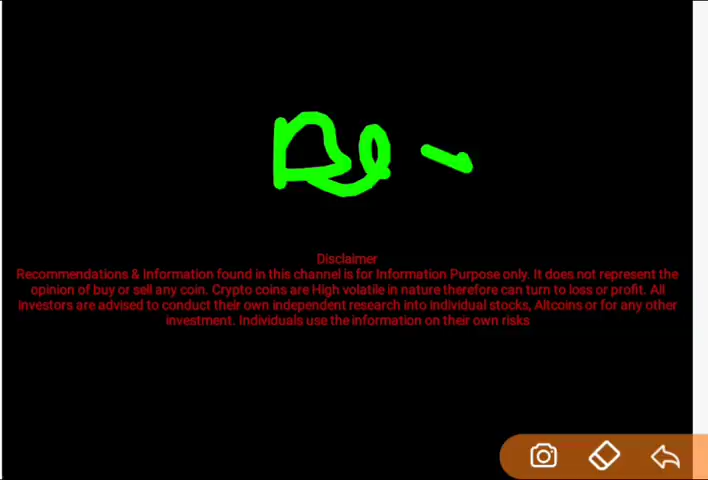 Disclaimer
Recommendations & Information found in this channel is for Information Purpose only. It does not represent the
opinion of buy or sell any coin. Crypto coins are High volatile in nature therefore can turn to loss or profit. All
Investors are advised to conduct their own independent research into individual stocks, Altcoins or for any other
investment. Individuals use the information on their own risks